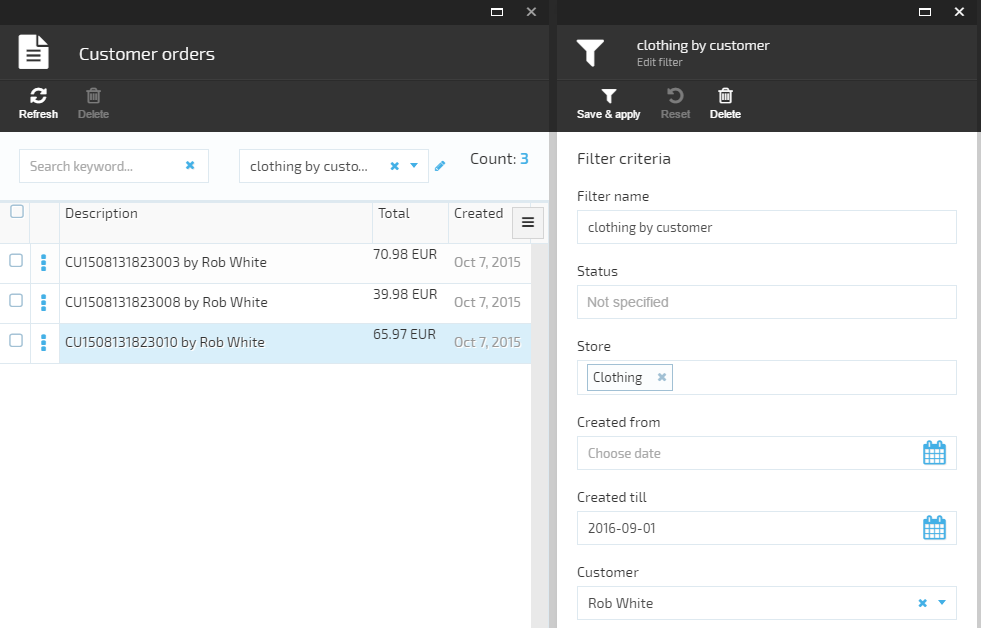 Customer orders
Refresh
Delete
Search keyword...
clothing by custo...
Count: 3
Description Total Created
CU1508131823003 by Rob White 70.98 EUR Oct 7, 2015
CU1508131823008 by Rob White 39.98 EUR Oct 7, 2015
CU1508131823010 by Rob White 65.97 EUR Oct 7, 2015
clothing by customer
Edit filter
Save & apply
Reset
Delete
Filter criteria
Filter name
clothing by customer
Status
Not specified
Store
Clothing
Created from
Choose date
Created till
2016-09-01
Customer
Rob White